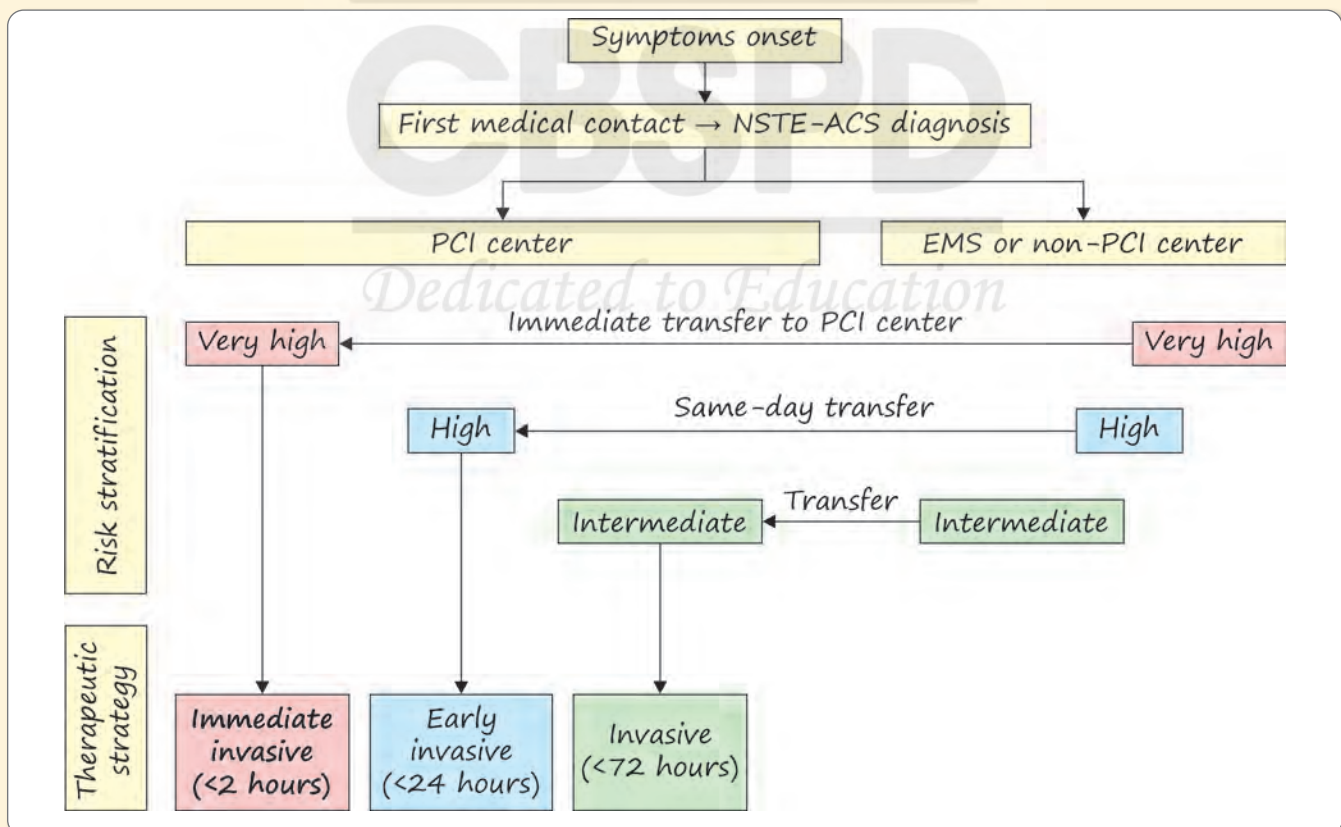 CBSPD
Dedicated to Education
Symptoms onset
First medical contact → NSTE-ACS diagnosis
PCI center
EMS or non-PCI center
Risk stratification
Very high
Immediate transfer to PCI center
Very high
High
Same-day transfer
High
Intermediate
Transfer
Intermediate
Therapeutic
strategy
Immediate
invasive
(<2 hours)
Early
invasive
(<24 hours)
Invasive
(<72 hours)